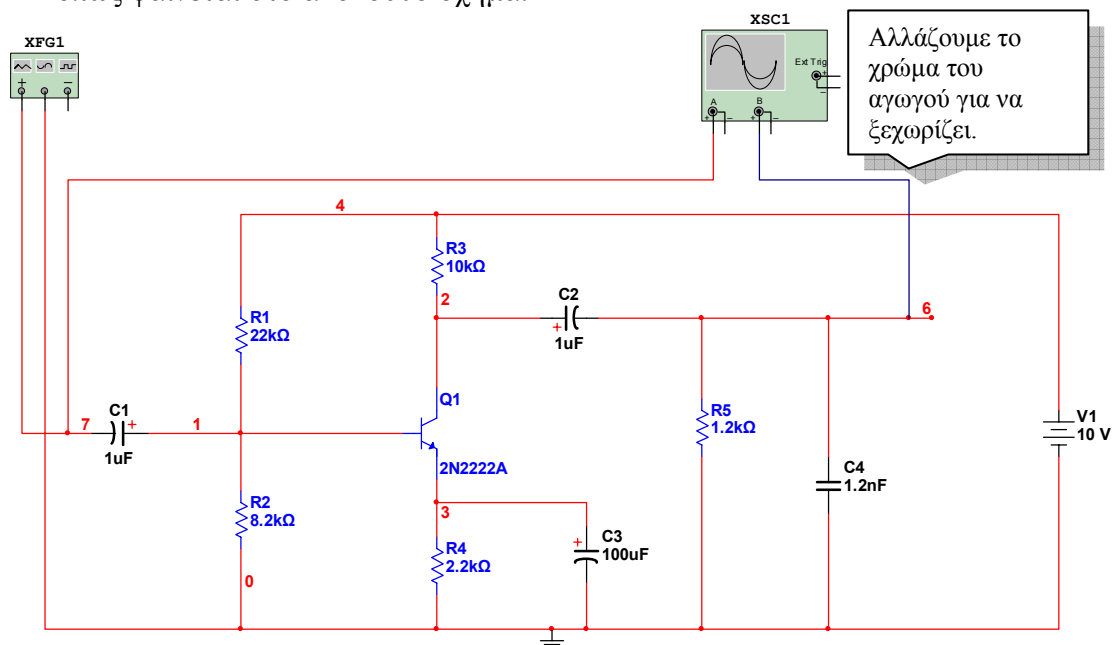 XFG1
XSC1
Ext Trig
+
−
A
B
+
−
+
−
+
−
Αλλάζουμε το
χρώμα του
αγωγού για να
ξεχωρίζει.
4
R3
10kΩ
2
C2
+
1uF
6
R1
22kΩ
Q1
2N2222A
7
C1
+
1uF
1
R5
1.2kΩ
V1
10 V
C4
1.2nF
R2
8.2kΩ
3
C3
+
100uF
R4
2.2kΩ
0